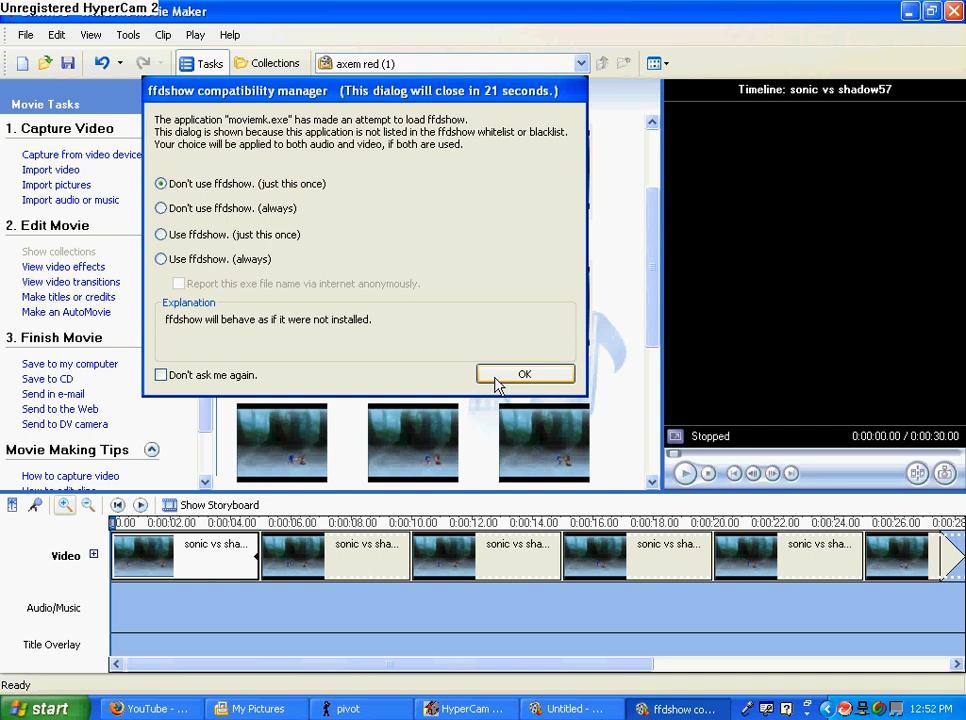 Unregistered HyperCam 2
Movie Maker
File Edit View Tools Clip Play Help
Tasks Collections axem red (1)
ffdshow compatibility manager (This dialog will close in 21 seconds.)
The application "moviemk.exe" has made an attempt to load ffdshow.
This dialog is shown because this application is not listed in the ffdshow whitelist or blacklist.
Your choice will be applied to both audio and video, if both are used.
Don't use ffdshow. (just this once)
Don't use ffdshow. (always)
Use ffdshow. (just this once)
Use ffdshow. (always)
Report this exe file name via internet anonymously.
Explanation
ffdshow will behave as if it were not installed.
Don't ask me again.
OK
Movie Tasks
1. Capture Video
Capture from video device
Import video
Import pictures
Import audio or music
2. Edit Movie
Show collections
View video effects
View video transitions
Make titles or credits
Make an AutoMovie
3. Finish Movie
Save to my computer
Save to CD
Send in e-mail
Send to the Web
Send to DV camera
Movie Making Tips
How to capture video
Timeline: sonic vs shadow57
Stopped 0:00:00.00 / 0:00:30.00
Show Storyboard
0.00 0:00:02.00 0:00:04.00 0:00:06.00 0:00:08.00 0:00:10.00 0:00:12.00 0:00:14.00 0:00:16.00 0:00:18.00 0:00:20.00 0:00:22.00 0:00:24.00 0:00:26.00 0:00:28
Video sonic vs sha... sonic vs sha... sonic vs sha... sonic vs sha... sonic vs sha...
Audio/Music
Title Overlay
Ready
start YouTube - ... My Pictures pivot HyperCam ... Untitled - ... ffdshow co... 12:52 PM